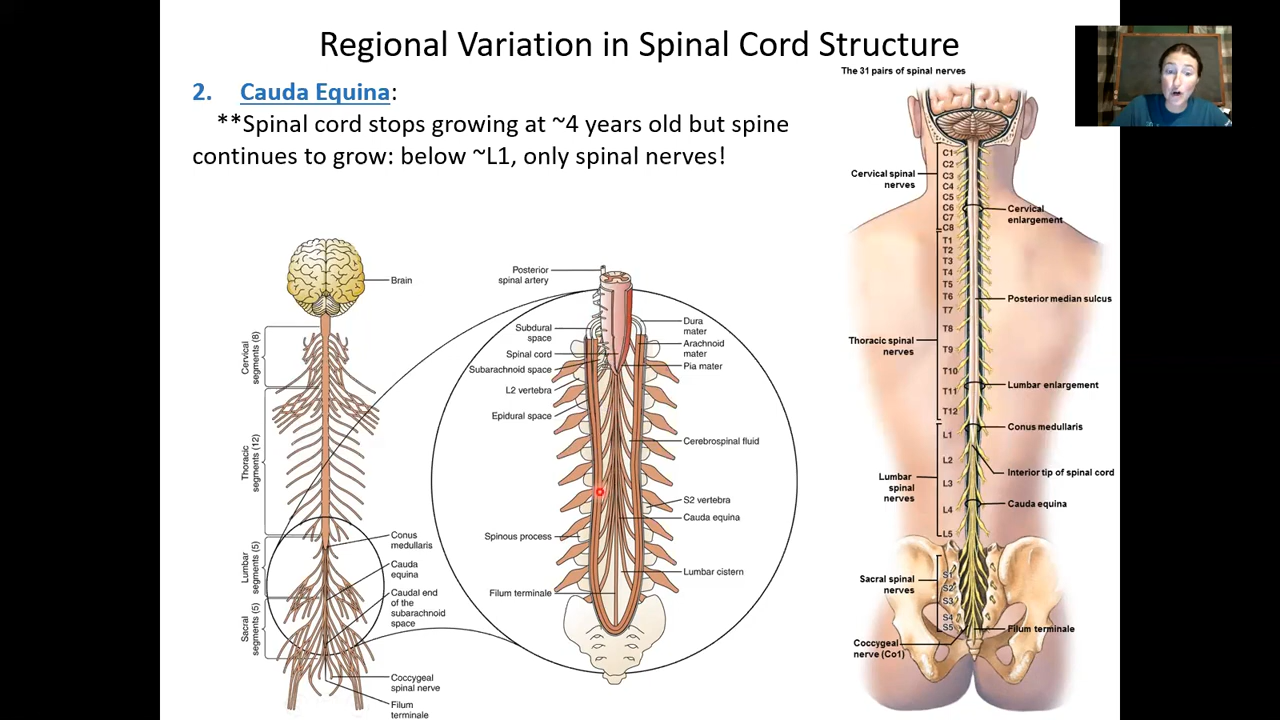 Regional Variation in Spinal Cord Structure
2. Cauda Equina:
**Spinal cord stops growing at ~4 years old but spine
continues to grow: below ~L1, only spinal nerves!
Brain
Cervical
segments (8)
Thoracic
segments (12)
Lumbar
segments (5)
Sacral
segments (5)
Conus
medullaris
Cauda
equina
Caudal end
of the
subarachnoid
space
Coccygeal
spinal nerve
Filum
terminale
Posterior
spinal artery
Subdural
space
Spinal cord
Subarachnoid space
L2 vertebra
Epidural space
Spinous process
Filum terminale
Dura
mater
Arachnoid
mater
Pia mater
Cerebrospinal fluid
S2 vertebra
Cauda equina
Lumbar cistern
The 31 pairs of spinal nerves
Cervical spinal
nerves
Thoracic spinal
nerves
Lumbar
spinal
nerves
Sacral spinal
nerves
Coccygeal
nerve (Co1)
C1
C2
C3
C4
C5
C6
C7
C8
T1
T2
T3
T4
T5
T6
T7
T8
T9
T10
T11
T12
L1
L2
L3
L4
L5
S1
S2
S3
S4
S5
Cervical
enlargement
Posterior median sulcus
Lumbar enlargement
Conus medullaris
Interior tip of spinal cord
Cauda equina
Filum terminale